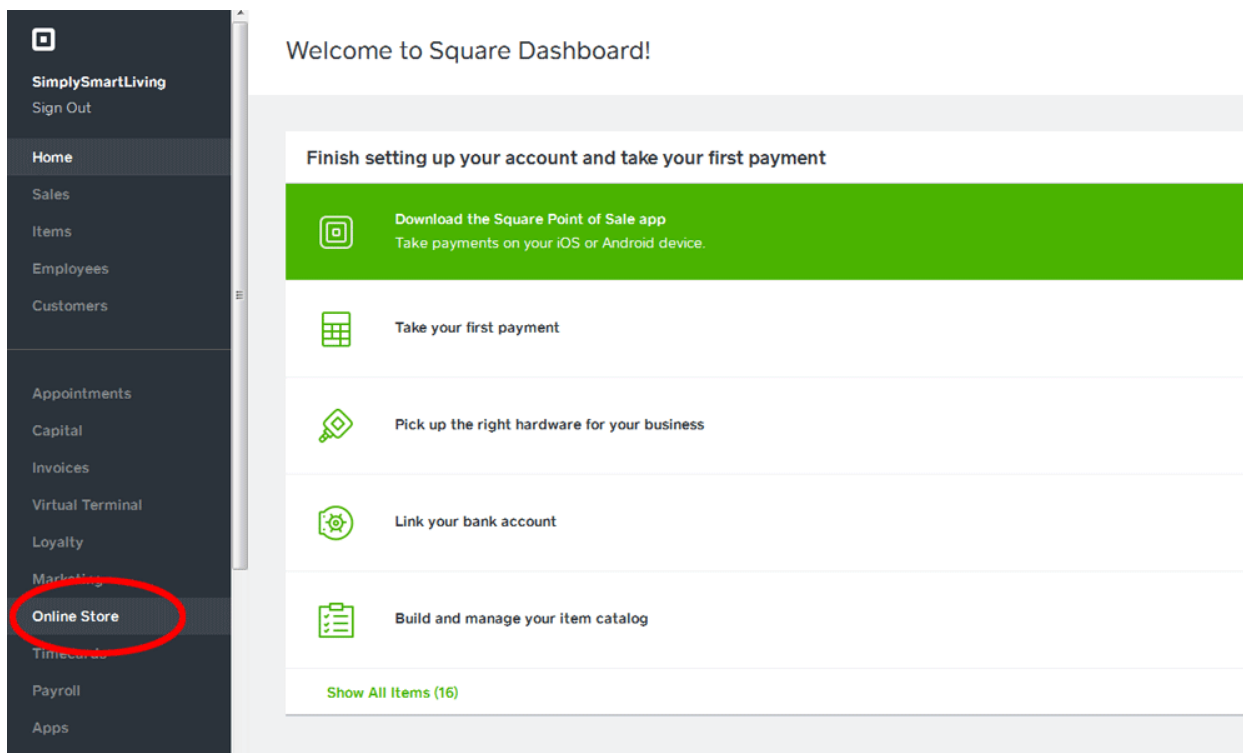 SimplySmartLiving
Sign Out
Home
Sales
Items
Employees
Customers
Appointments
Capital
Invoices
Virtual Terminal
Loyalty
Marketing
Online Store
Timecards
Payroll
Apps
Welcome to Square Dashboard!
Finish setting up your account and take your first payment
Download the Square Point of Sale app
Take payments on your iOS or Android device.
Take your first payment
Pick up the right hardware for your business
Link your bank account
Build and manage your item catalog
Show All Items (16)